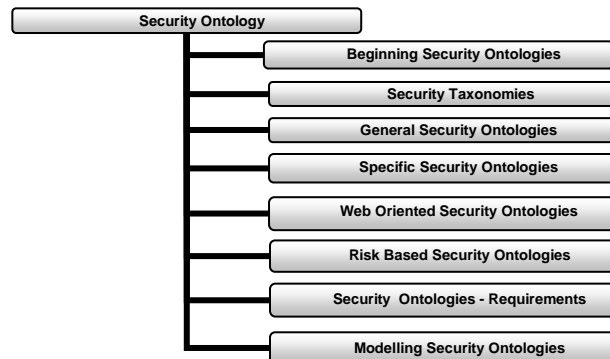 Security Ontology
Beginning Security Ontologies
Security Taxonomies
General Security Ontologies
Specific Security Ontologies
Web Oriented Security Ontologies
Risk Based Security Ontologies
Security  Ontologies - Requirements
Modelling Security Ontologies